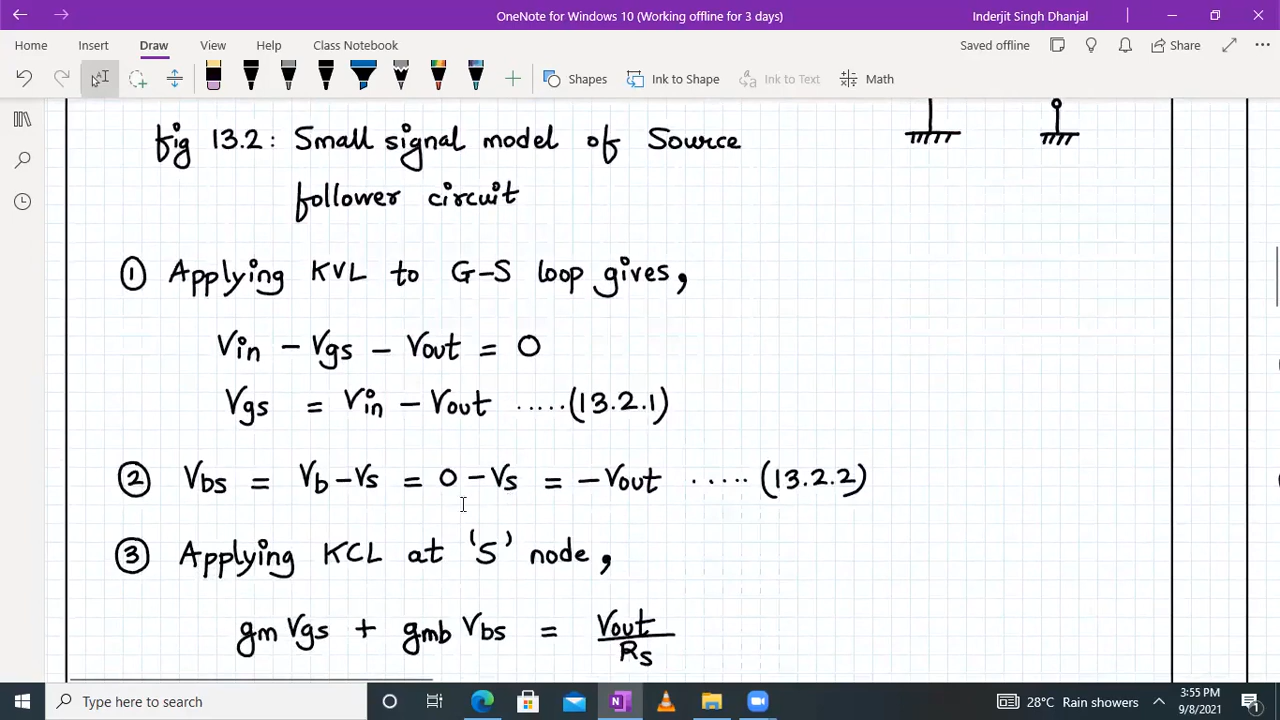 OneNote for Windows 10 (Working offline for 3 days)
Inderjit Singh Dhanjal
Home Insert Draw View Help Class Notebook
Saved offline
Share
Shapes
Ink to Shape
Ink to Text
Math
fig 13.2: Small signal model of Source
follower circuit
① Applying KVL to G-S loop gives,
Vin - Vgs - Vout = 0
Vgs = Vin - Vout .....(13.2.1)
② Vbs = Vb - Vs = 0 - Vs = -Vout .....(13.2.2)
③ Applying KCL at 'S' node,
gm Vgs + gmb Vbs = Vout / Rs
Type here to search
28°C Rain showers
3:55 PM
9/8/2021
1